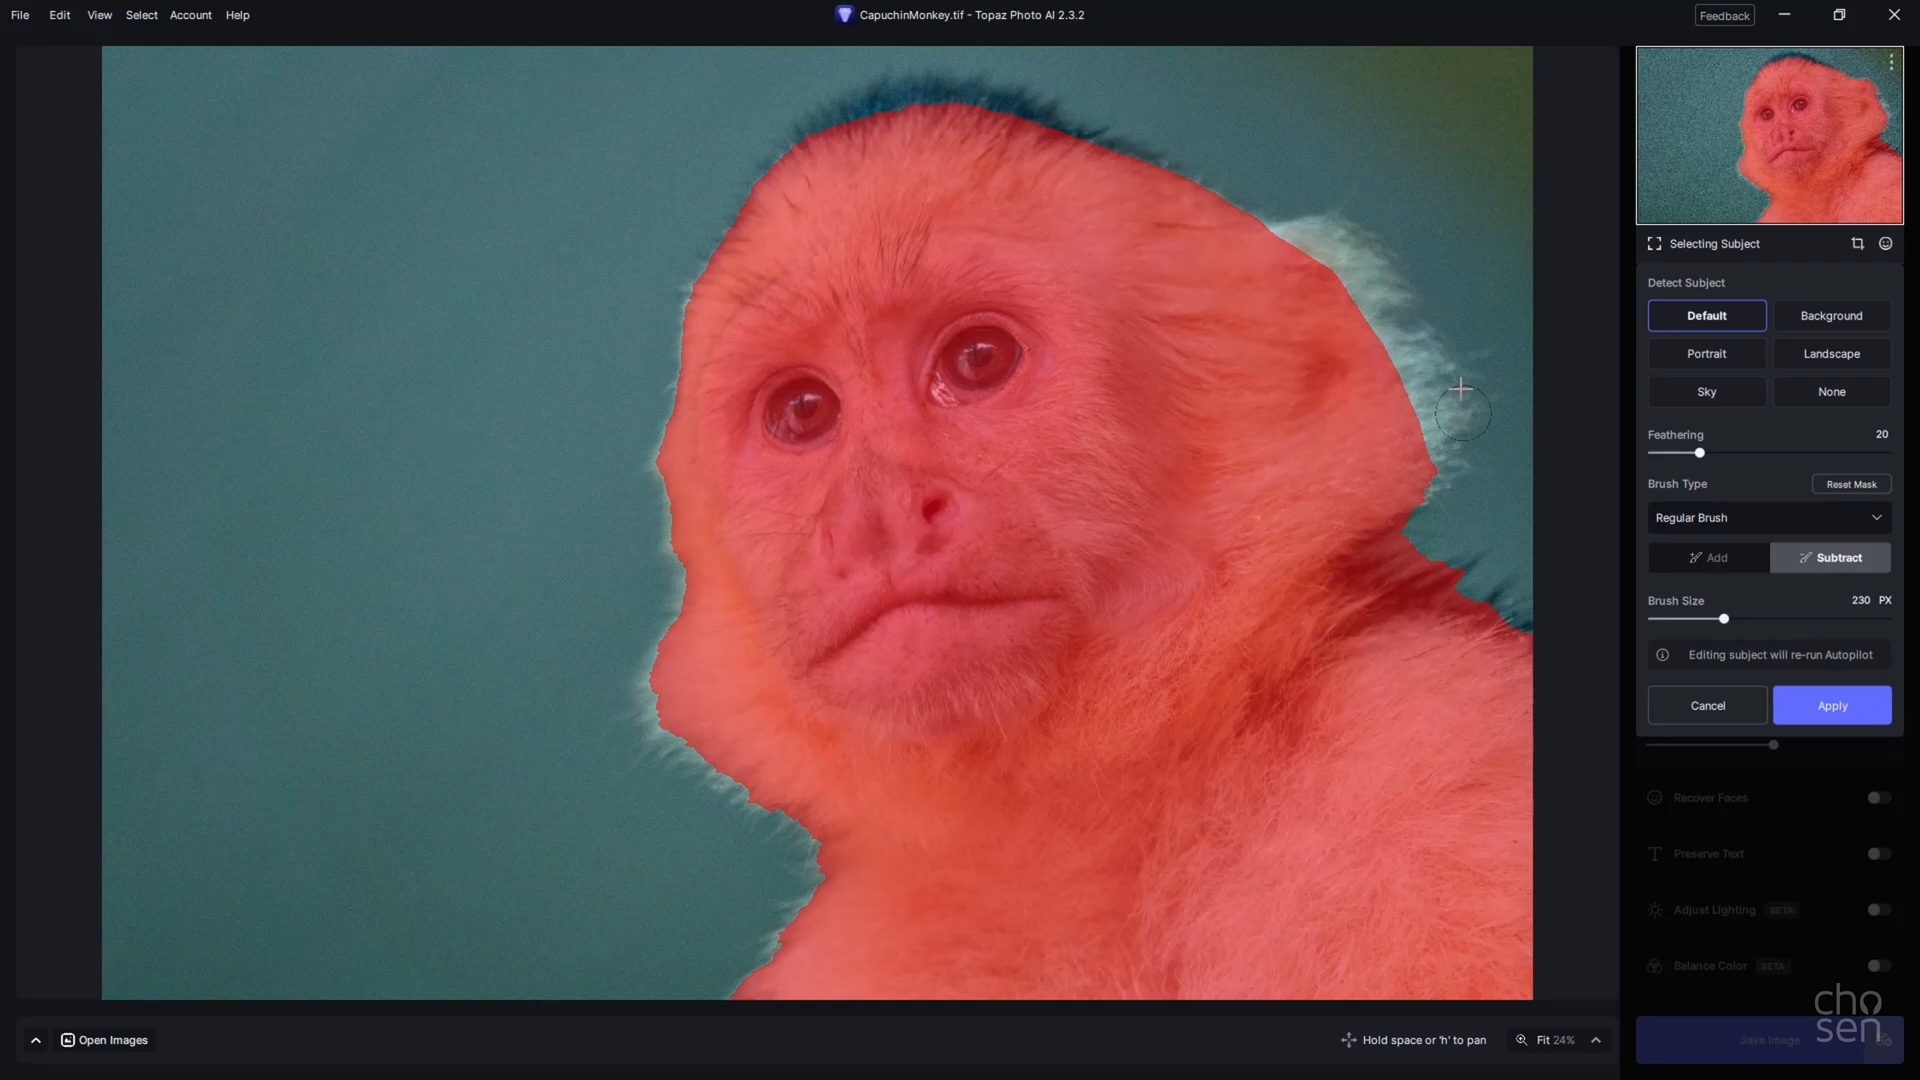 File Edit View Select Account Help
CapuchinMonkey.tif - Topaz Photo AI 2.3.2
Feedback
Selecting Subject
Detect Subject
Default Background
Portrait Landscape
Sky None
Feathering 20
Brush Type Reset Mask
Regular Brush
Add Subtract
Brush Size 230 PX
Editing subject will re-run Autopilot
Cancel Apply
Recover Faces
Preserve Text
Adjust Lighting BETA
Balance Color BETA
cho
sen
Save Image
Open Images
Hold space or 'h' to pan
Fit 24%